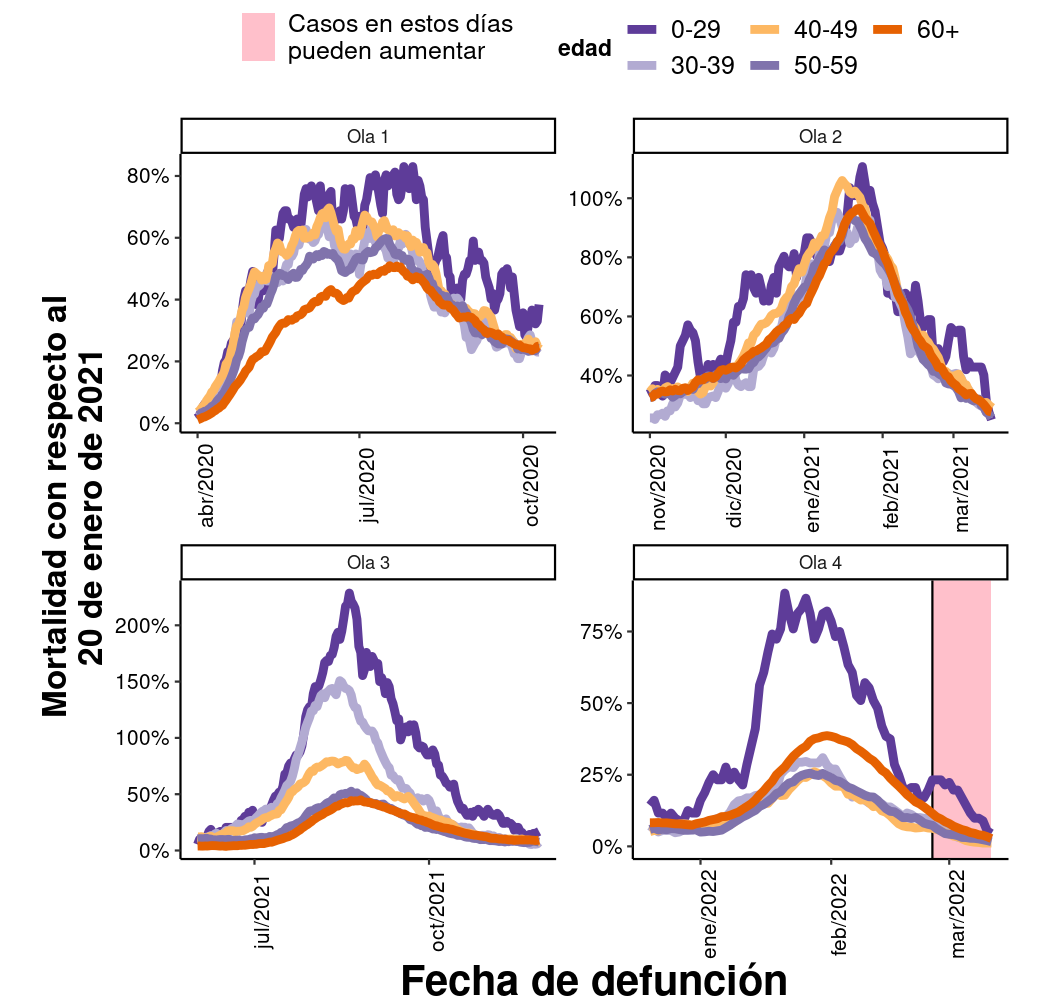 Casos en estos días
pueden aumentar
edad
0-29
40-49
60+
30-39
50-59
Mortalidad con respecto al
20 de enero de 2021
Ola 1
80%
60%
40%
20%
0%
abr/2020
jul/2020
oct/2020
Ola 2
100%
80%
60%
40%
nov/2020
dic/2020
ene/2021
feb/2021
mar/2021
Ola 3
200%
150%
100%
50%
0%
jul/2021
oct/2021
Ola 4
75%
50%
25%
0%
ene/2022
feb/2022
mar/2022
Fecha de defunción